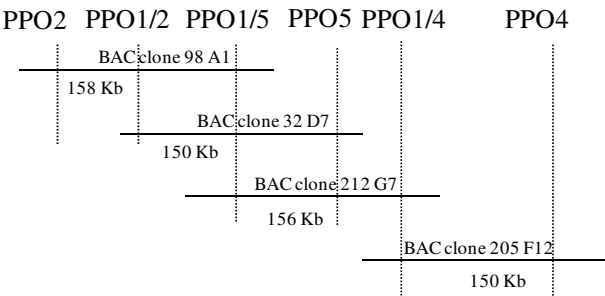 PPO2 PPO1/2 PPO1/5 PPO5 PPO1/4 PPO4
BAC clone 98 A1
158 Kb
BAC clone 32 D7
150 Kb
BAC clone 212 G7
156 Kb
BAC clone 205 F12
150 Kb